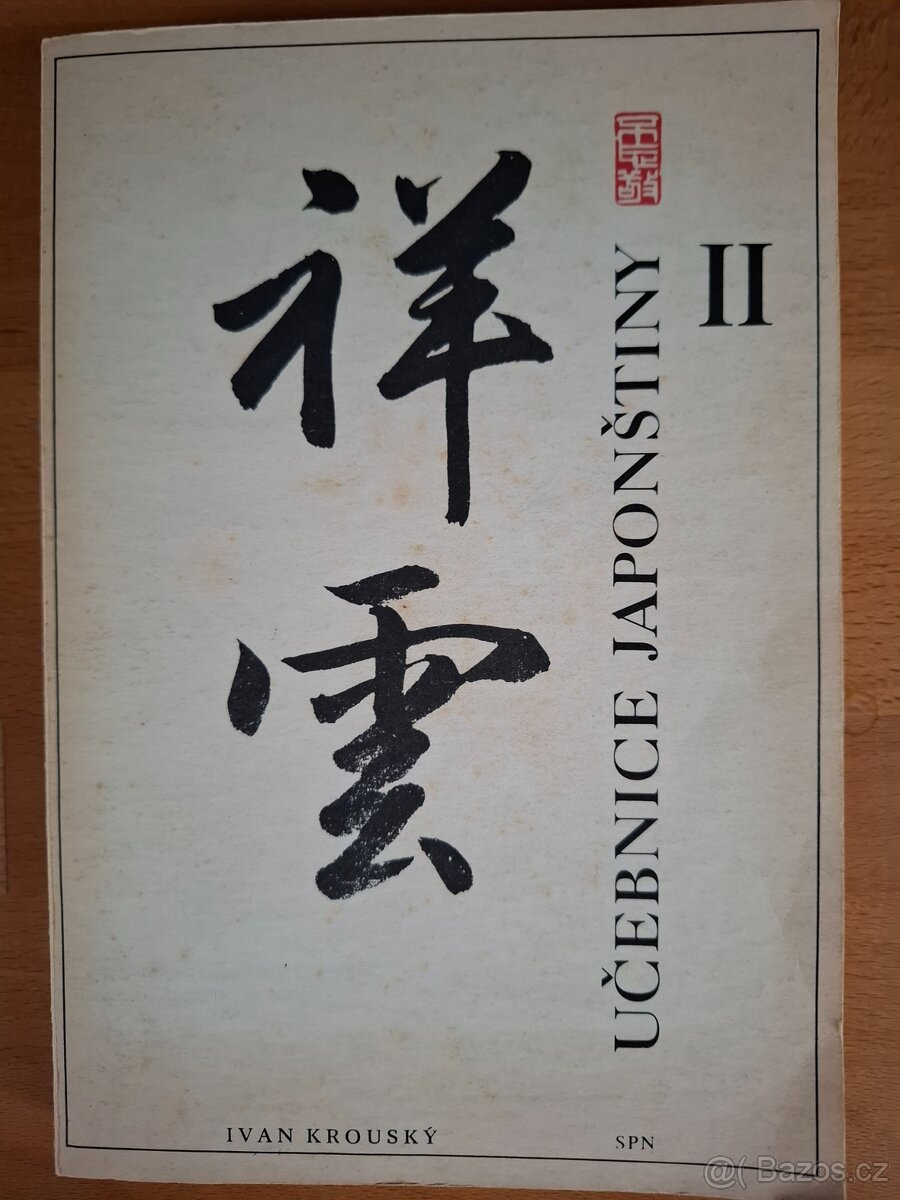 祥雲
UČEBNICE JAPONŠTINY
II
IVAN KROUSKÝ
SPN
@( Bazos.cz